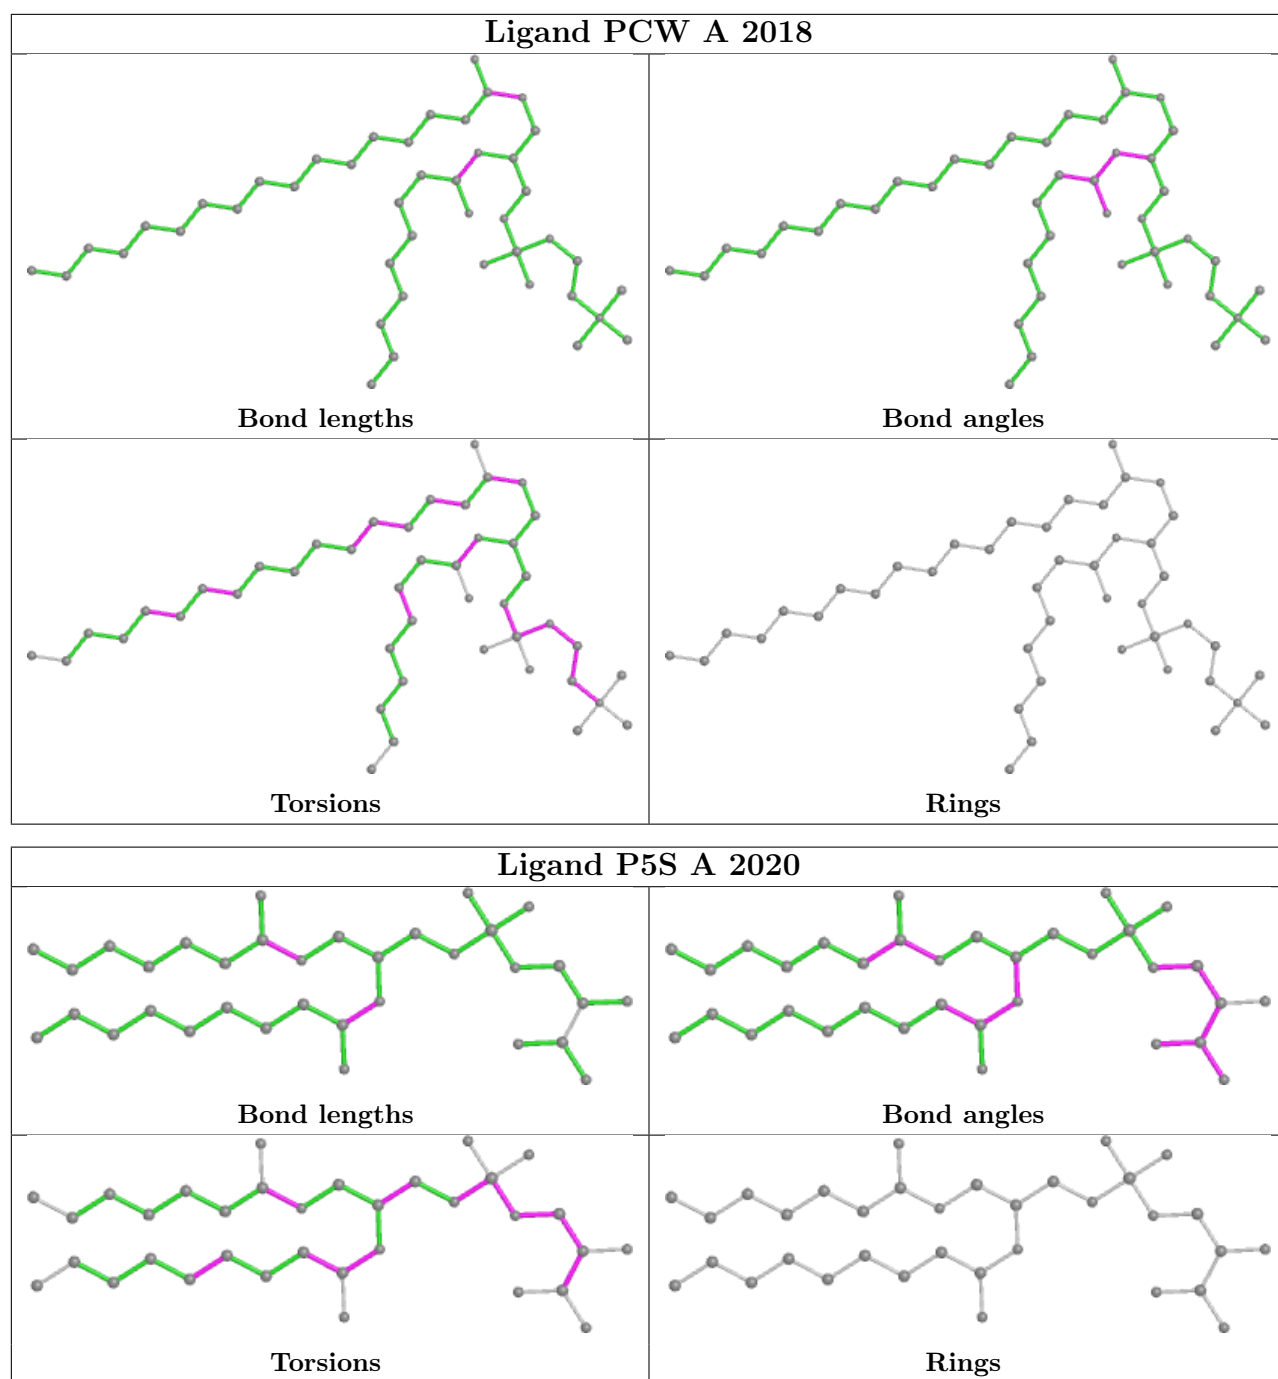 Ligand PCW A 2018
Bond lengths
Bond angles
Torsions
Rings
Ligand P5S A 2020
Bond lengths
Bond angles
Torsions
Rings